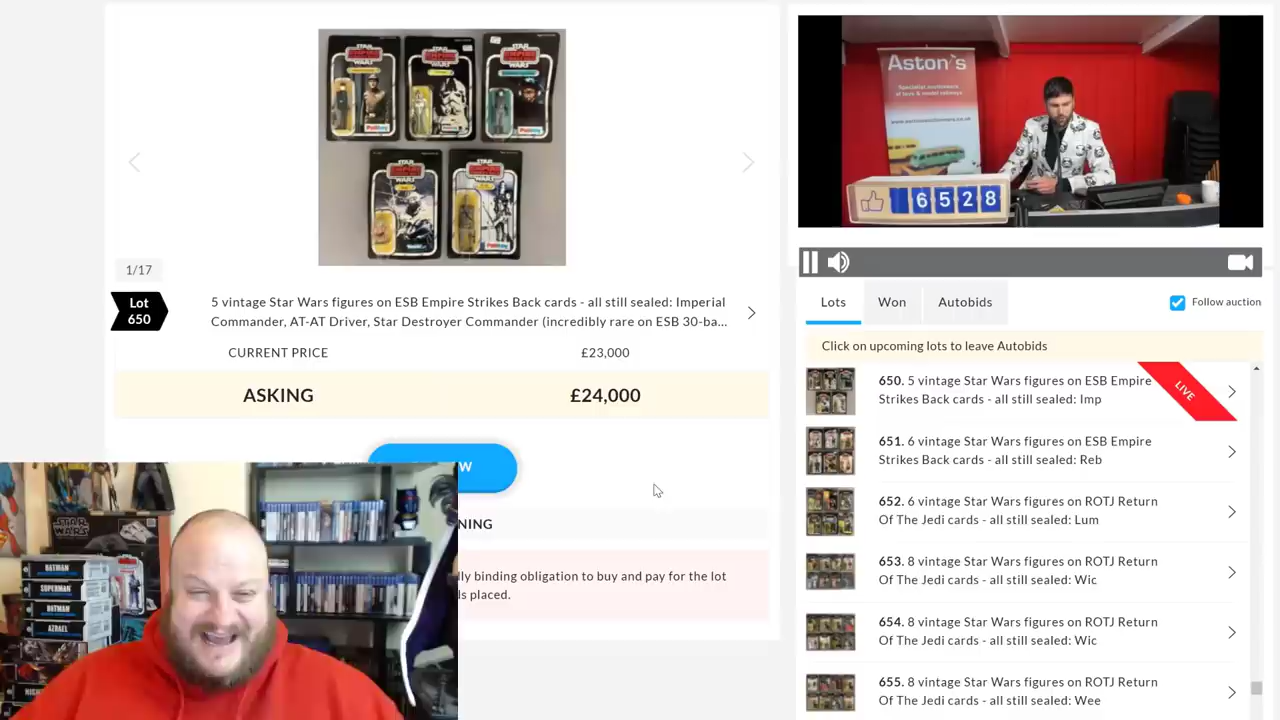 1/17
Lot
650
5 vintage Star Wars figures on ESB Empire Strikes Back cards - all still sealed: Imperial
Commander, AT-AT Driver, Star Destroyer Commander (incredibly rare on ESB 30-ba...
CURRENT PRICE £23,000
ASKING £24,000
W
NING
lly binding obligation to buy and pay for the lot
ds placed.
STAR WARS
BATMAN
SUPERMAN
BATMAN
AZRAEL
Aston's
Specialist auctioneers
of toys & model railways
6528
Lots
Won
Autobids
Follow auction
Click on upcoming lots to leave Autobids
650. 5 vintage Star Wars figures on ESB Empire
Strikes Back cards - all still sealed: Imp
LIVE
651. 6 vintage Star Wars figures on ESB Empire
Strikes Back cards - all still sealed: Reb
652. 6 vintage Star Wars figures on ROTJ Return
Of The Jedi cards - all still sealed: Lum
653. 8 vintage Star Wars figures on ROTJ Return
Of The Jedi cards - all still sealed: Wic
654. 8 vintage Star Wars figures on ROTJ Return
Of The Jedi cards - all still sealed: Wic
655. 8 vintage Star Wars figures on ROTJ Return
Of The Jedi cards - all still sealed: Wee